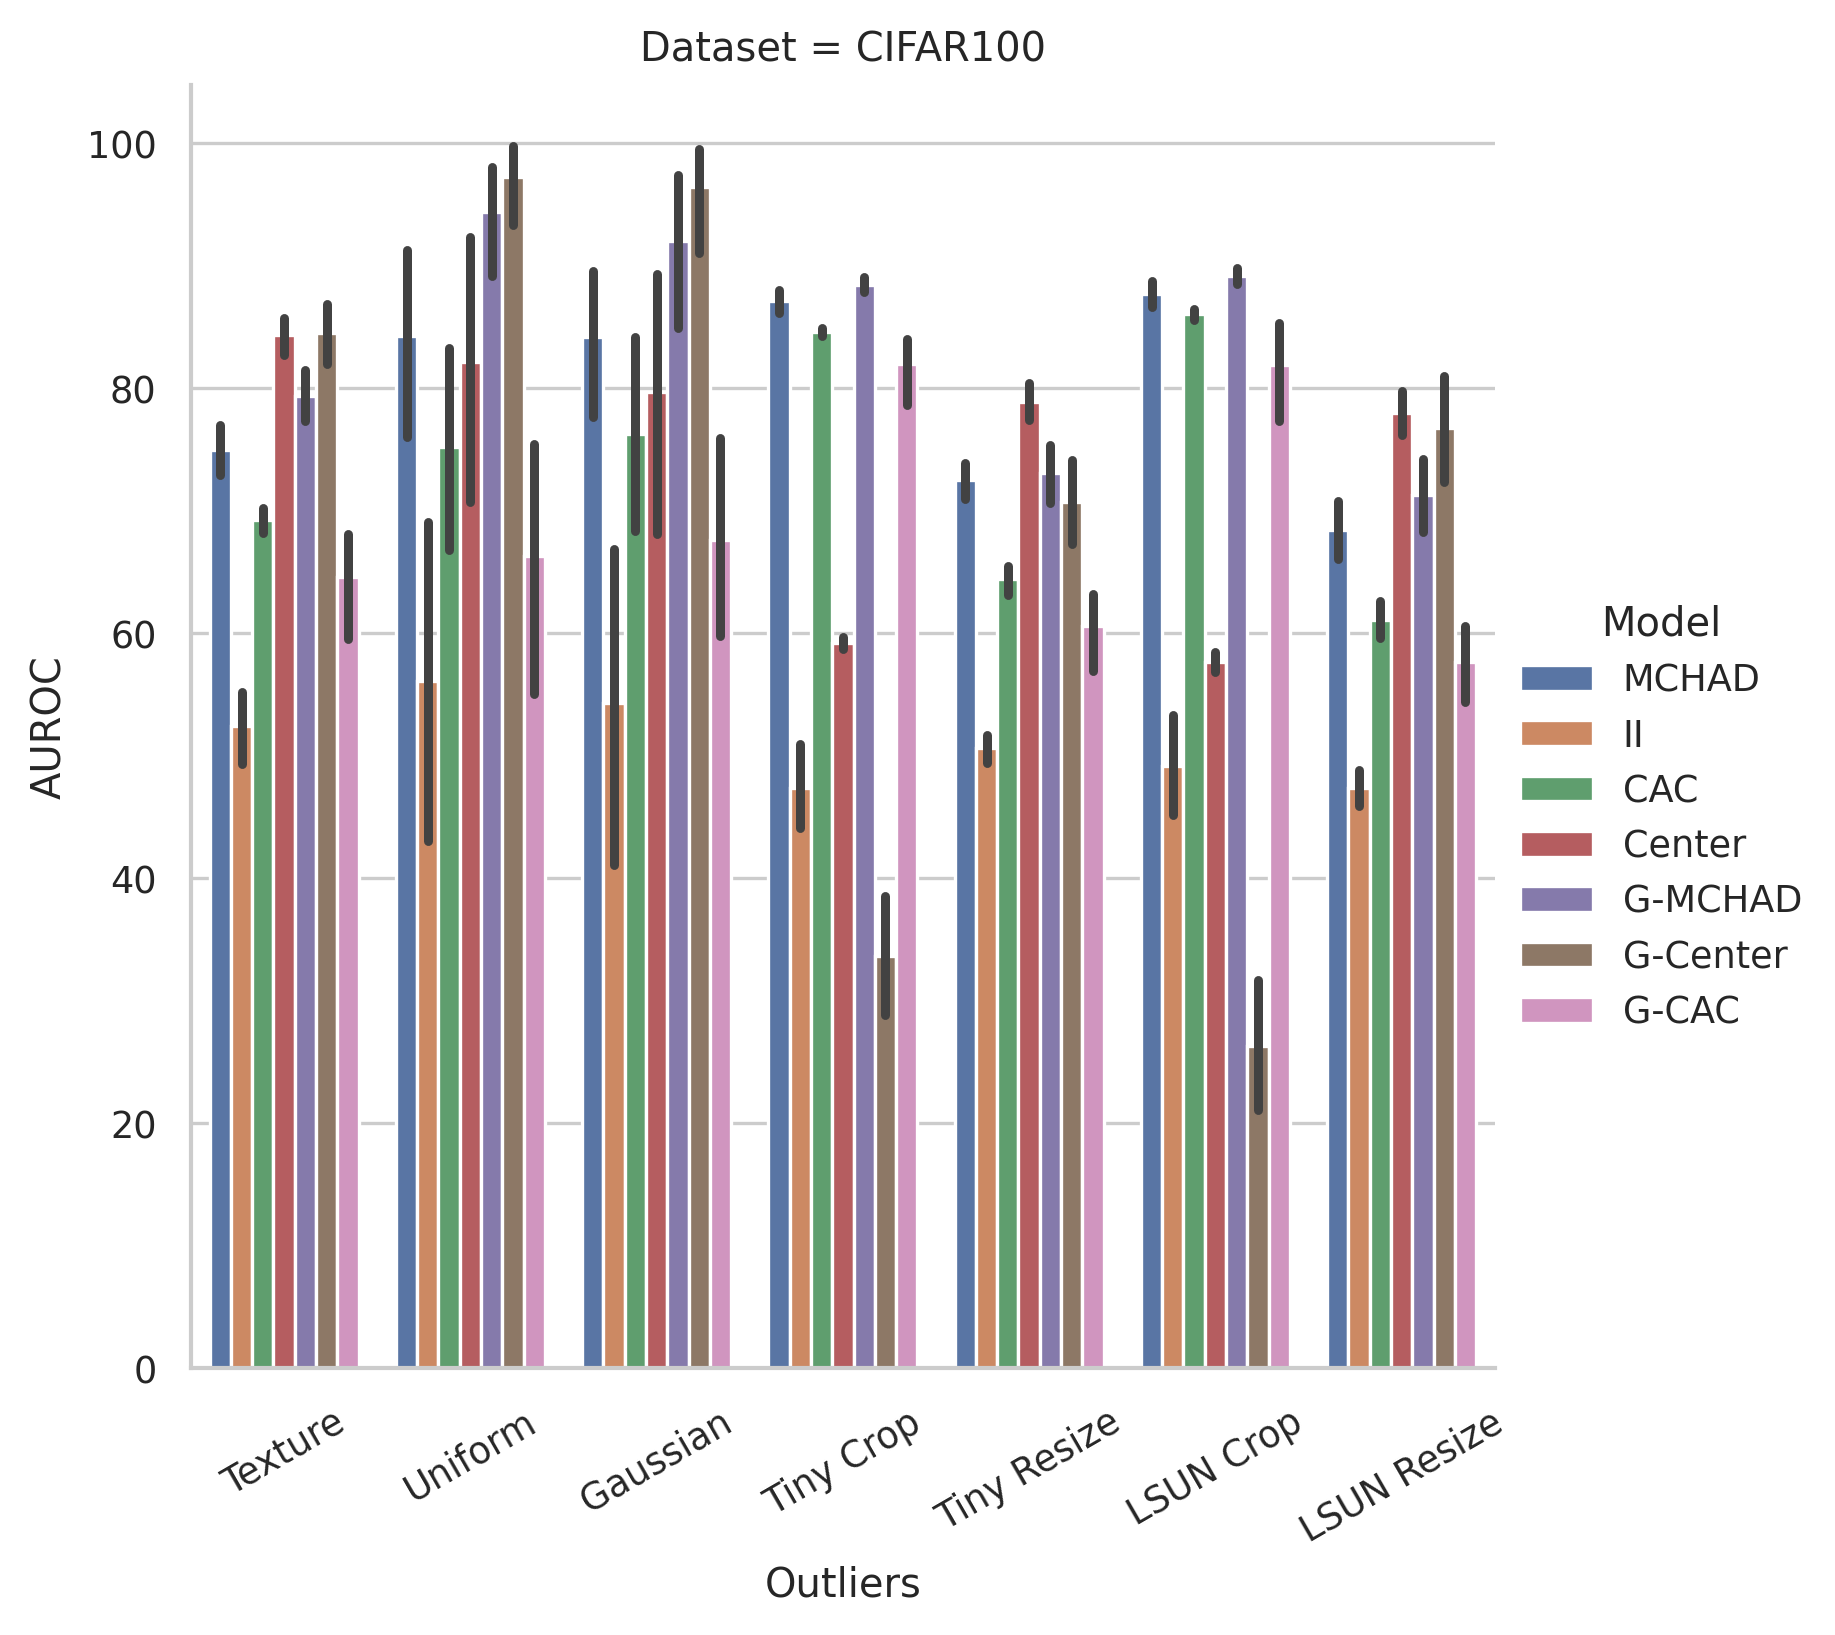 Dataset = CIFAR100
100
80
60
40
20
0
AUROC
Texture
Uniform
Gaussian
Tiny Crop
Tiny Resize
LSUN Crop
LSUN Resize
Outliers
Model
MCHAD
II
CAC
Center
G-MCHAD
G-Center
G-CAC